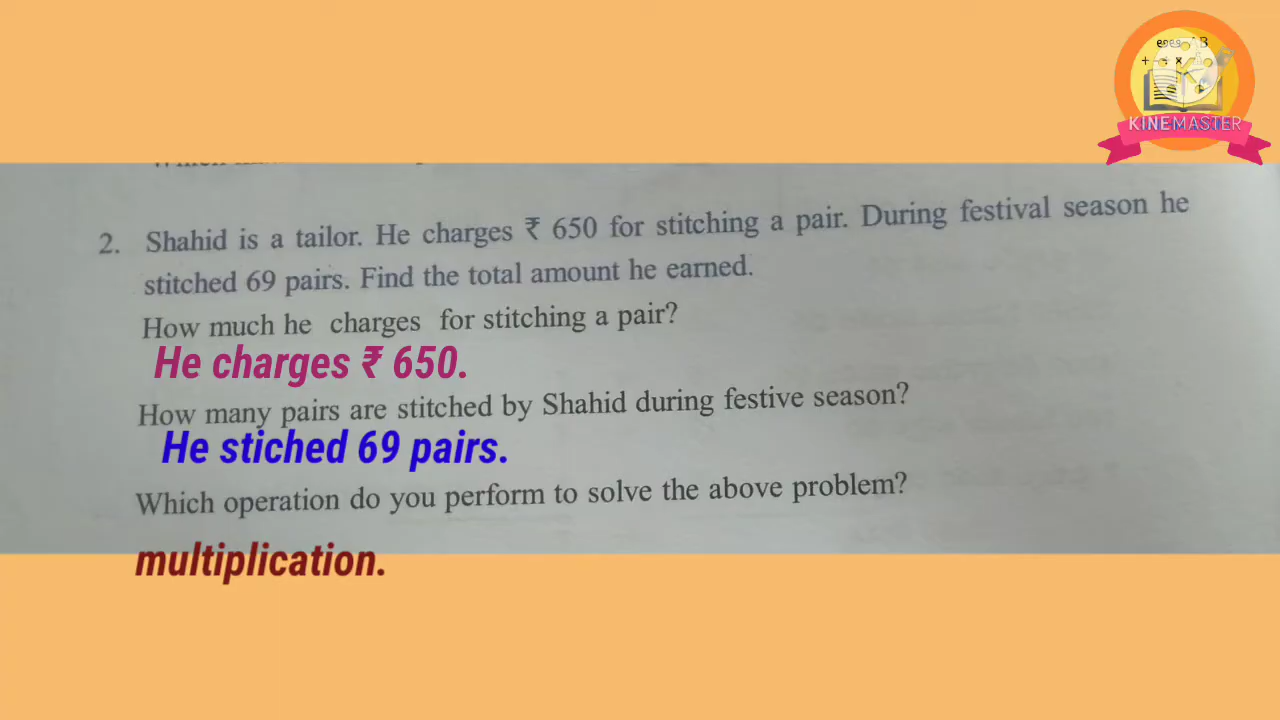 AB
KINEMASTER
2. Shahid is a tailor. He charges ₹ 650 for stitching a pair. During festival season he
stitched 69 pairs. Find the total amount he earned.
How much he charges for stitching a pair?
He charges ₹ 650.
How many pairs are stitched by Shahid during festive season?
He stiched 69 pairs.
Which operation do you perform to solve the above problem?
multiplication.